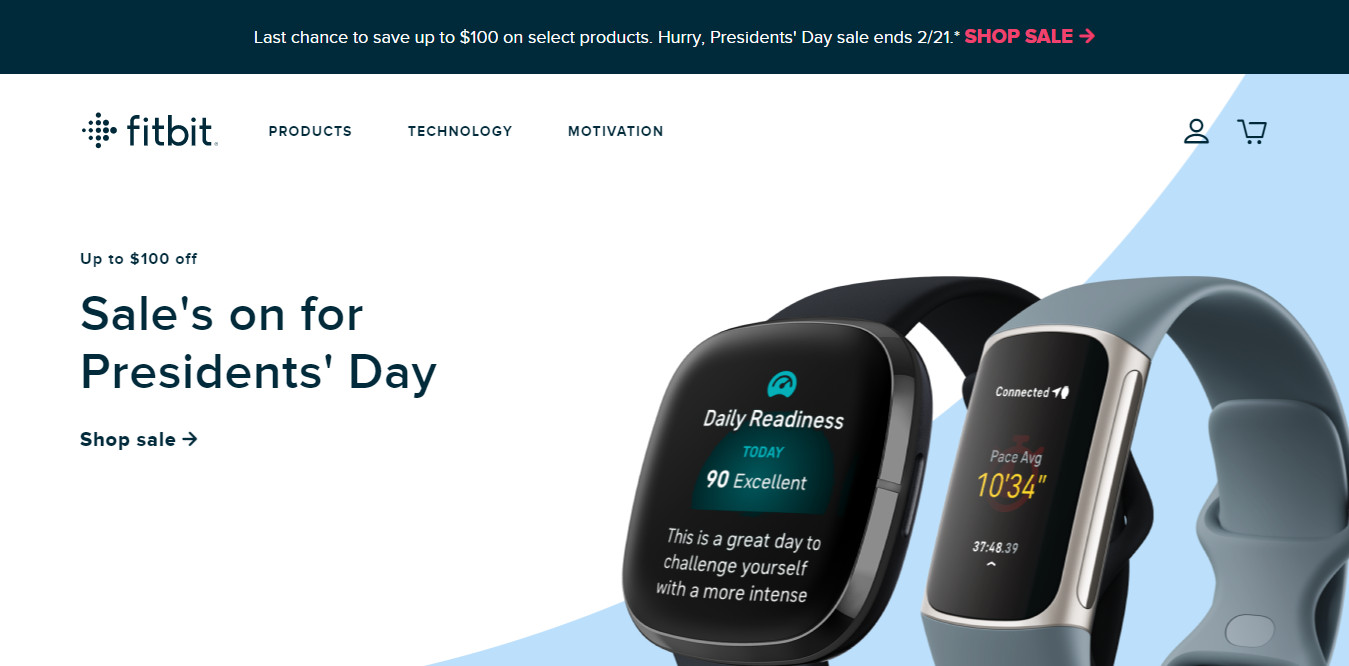 Last chance to save up to $100 on select products. Hurry, Presidents' Day sale ends 2/21.* SHOP SALE →
fitbit
PRODUCTS TECHNOLOGY MOTIVATION
Up to $100 off
Sale's on for
Presidents' Day
Shop sale →
Daily Readiness
TODAY
90 Excellent
This is a great day to
challenge yourself
with a more intense
Connected
Pace Avg
10'34"
37:48.39